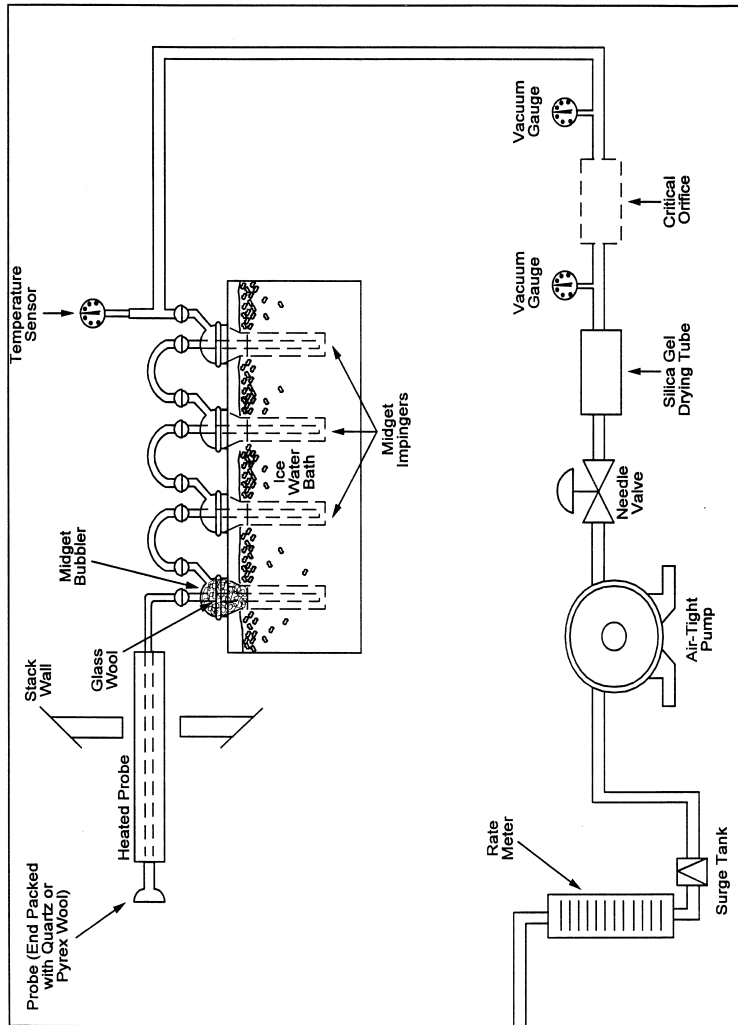 Probe (End Packed
with Quartz or
Pyrex Wool)
Heated Probe
Stack
Wall
Glass
Wool
Midget
Bubbler
Ice
Water
Bath
Midget
Impingers
Temperature
Sensor
Rate
Meter
Surge Tank
Air-Tight
Pump
Needle
Valve
Silica Gel
Drying Tube
Vacuum
Gauge
Critical
Orifice
Vacuum
Gauge